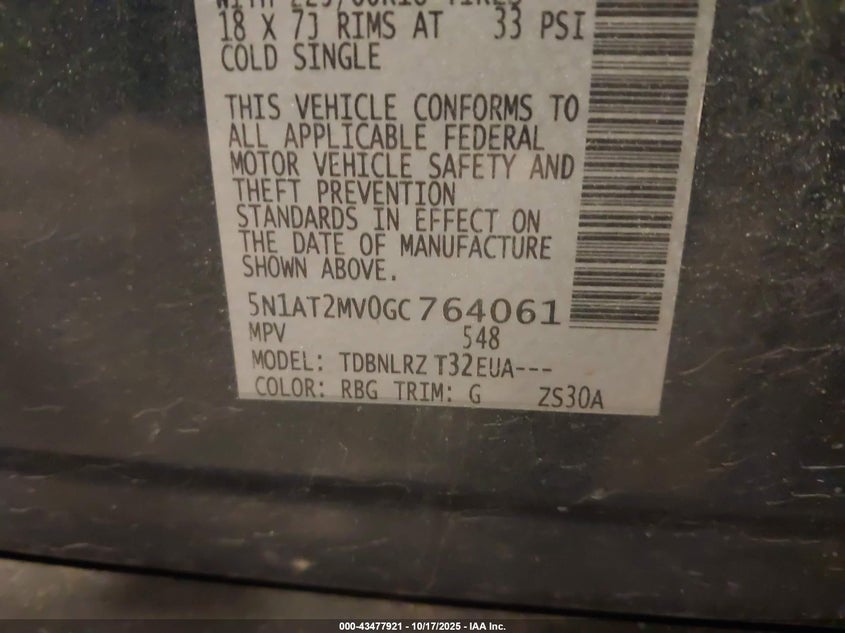 18 X 7J RIMS AT 33 PSI
COLD SINGLE
THIS VEHICLE CONFORMS TO
ALL APPLICABLE FEDERAL
MOTOR VEHICLE SAFETY AND
THEFT PREVENTION
STANDARDS IN EFFECT ON
THE DATE OF MANUFACTURE
SHOWN ABOVE.
5N1AT2MV0GC764061
MPV 548
MODEL: TDBNLRZ T32EUA---
COLOR: RBG TRIM: G ZS30A
000-43477921 / 10/17/2025 - IAA Inc.